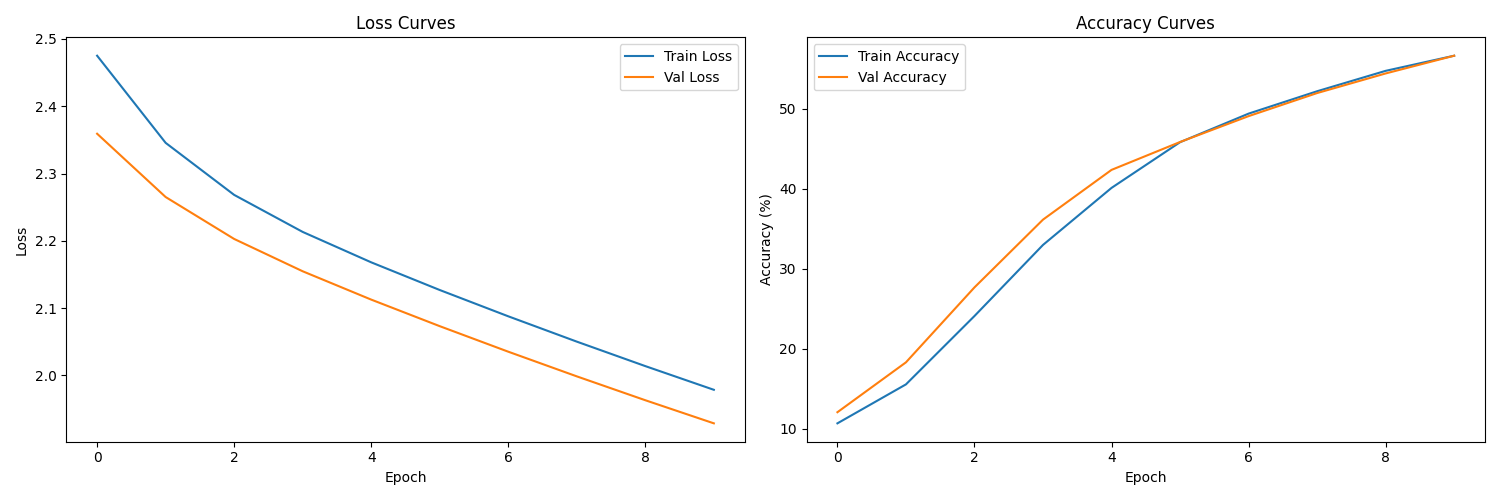 Loss Curves
2.5
2.4
2.3
2.2
2.1
2.0
Loss
Train Loss
Val Loss
0 2 4 6 8
Epoch
Accuracy Curves
Train Accuracy
Val Accuracy
50
40
30
20
10
Accuracy (%)
0 2 4 6 8
Epoch